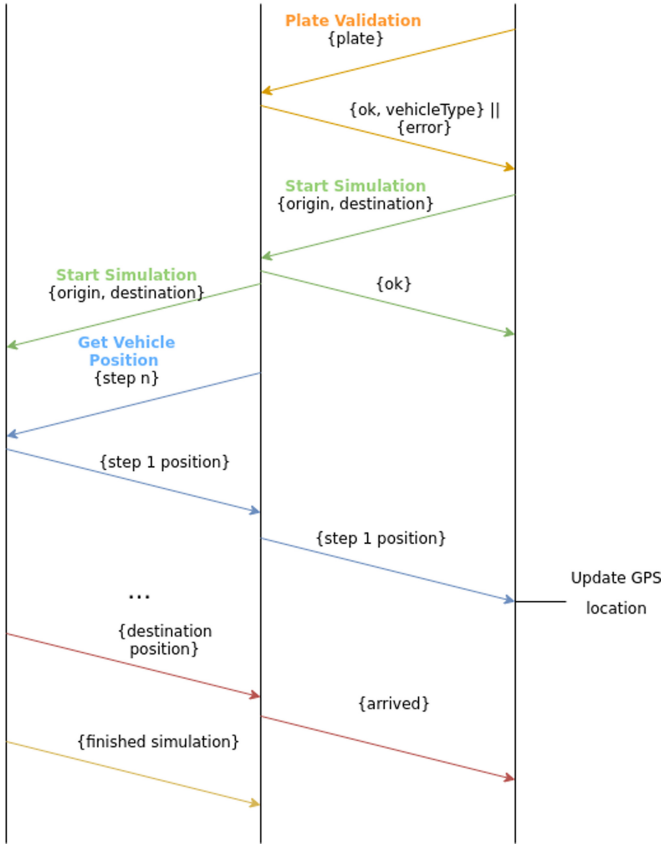 Plate Validation
{plate}
{ok, vehicleType} ||
{error}
Start Simulation
{origin, destination}
Start Simulation
{origin, destination}
{ok}
Get Vehicle
Position
{step n}
{step 1 position}
{step 1 position}
Update GPS
location
...
{destination
position}
{arrived}
{finished simulation}